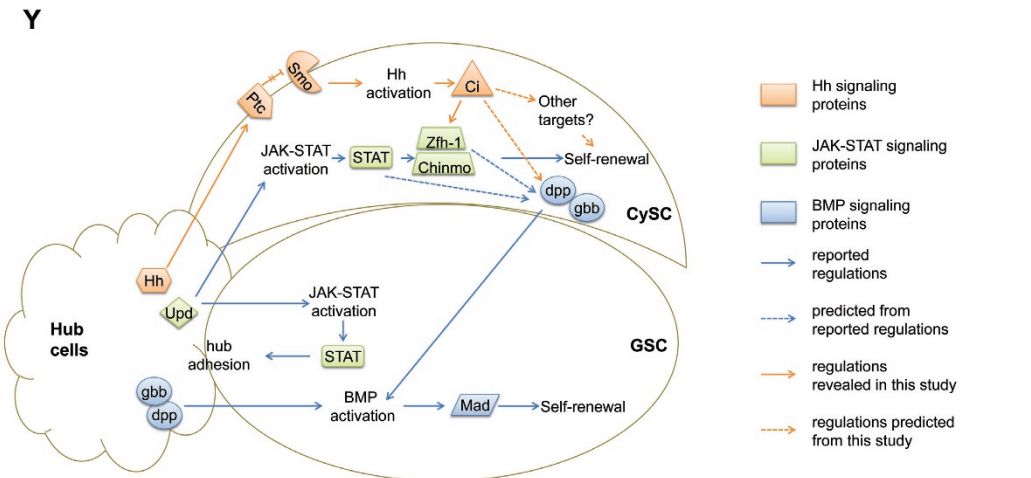 Y
Smo
Ptc
Hh
activation
Ci
Other
targets?
JAK-STAT
activation
STAT
Zfh-1
Chinmo
Self-renewal
dpp
gbb
CySC
Hh
Upd
JAK-STAT
activation
STAT
hub
adhesion
Hub
cells
GSC
gbb
dpp
BMP
activation
Mad
Self-renewal
Hh signaling
proteins
JAK-STAT signaling
proteins
BMP signaling
proteins
reported
regulations
predicted from
reported regulations
regulations
revealed in this study
regulations predicted
from this study